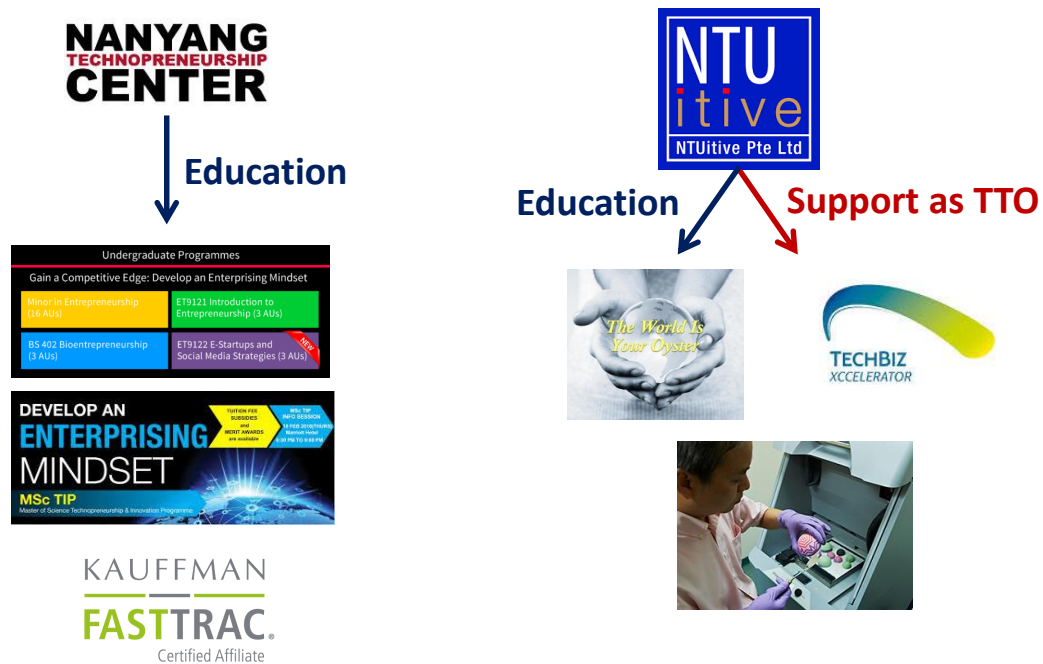 NANYANG
TECHNOPRENEURSHIP
CENTER
Education
Undergraduate Programmes
Gain a Competitive Edge: Develop an Enterprising Mindset
Minor in Entrepreneurship
(16 AUs)
ET9121 Introduction to
Entrepreneurship (3 AUs)
BS 402 Bioentrepreneurship
(3 AUs)
ET9122 E-Startups and
Social Media Strategies (3 AUs)
NEW
DEVELOP AN
ENTERPRISING
MINDSET
TUITION FEE
SUBSIDIES
and
MERIT AWARDS
are available
MSc TIP
INFO SESSION
Marriott Hotel
MSc TIP
Master of Science Technopreneurship & Innovation Programme
KAUFFMAN
FASTTRAC®
Certified Affiliate
NTU
itive
NTUitive Pte Ltd
Education
Support as TTO
The World Is
Your Oyster
TECHBIZ
XCCELERATOR